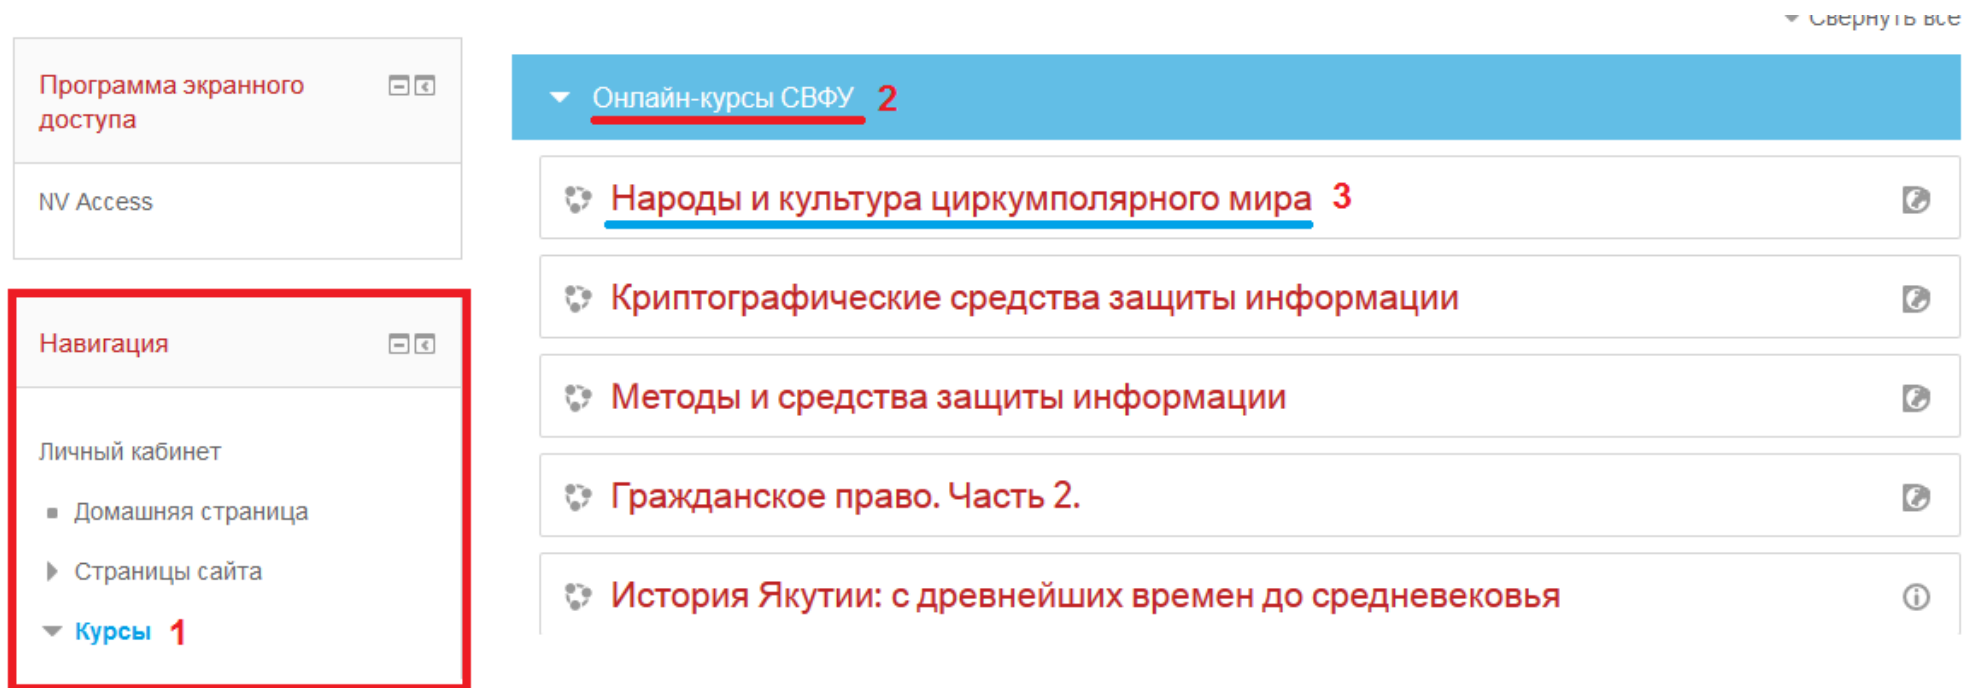 Свернуть все
Программа экранного
доступа
NV Access
Навигация
Личный кабинет
Домашняя страница
Страницы сайта
Курсы 1
Онлайн-курсы СВФУ 2
Народы и культура циркумполярного мира 3
Криптографические средства защиты информации
Методы и средства защиты информации
Гражданское право. Часть 2.
История Якутии: с древнейших времен до средневековья